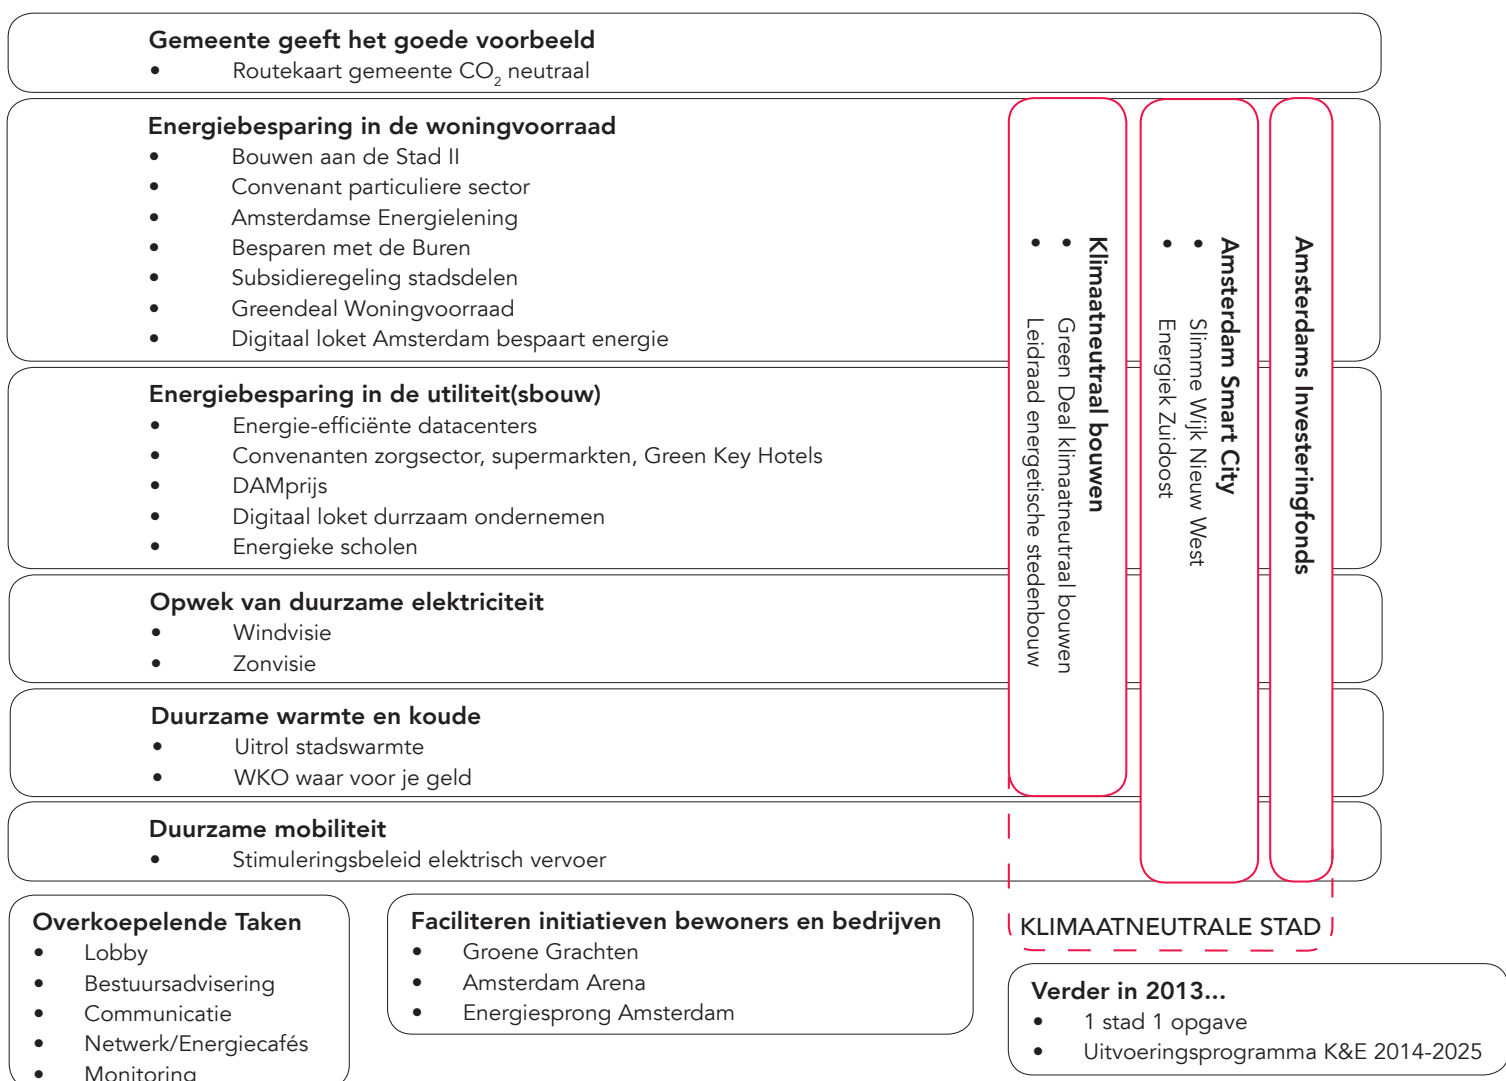 Gemeente geeft het goede voorbeeld
• Routekaart gemeente CO₂ neutraal
Energiebesparing in de woningvoorraad
• Bouwen aan de Stad II
• Convenant particuliere sector
• Amsterdamse Energielening
• Besparen met de Buren
• Subsidieregeling stadsdelen
• Greendeal Woningvoorraad
• Digitaal loket Amsterdam bespaart energie
Energiebesparing in de utiliteit(sbouw)
• Energie-efficiënte datacenters
• Convenanten zorgsector, supermarkten, Green Key Hotels
• DAMprijs
• Digitaal loket durrzaam ondernemen
• Energieke scholen
Opwek van duurzame elektriciteit
• Windvisie
• Zonvisie
Duurzame warmte en koude
• Uitrol stadswarmte
• WKO waar voor je geld
Duurzame mobiliteit
• Stimuleringsbeleid elektrisch vervoer
Klimaatneutraal bouwen
• Green Deal klimaatneutraal bouwen
• Leidraad energetische stedenbouw
Amsterdam Smart City
• Slimme Wijk Nieuw West
• Energiek Zuidoost
Amsterdams Investeringfonds
KLIMAATNEUTRALE STAD
Overkoepelende Taken
• Lobby
• Bestuursadvisering
• Communicatie
• Netwerk/Energiecafés
• Monitoring
Faciliteren initiatieven bewoners en bedrijven
• Groene Grachten
• Amsterdam Arena
• Energiesprong Amsterdam
Verder in 2013...
• 1 stad 1 opgave
• Uitvoeringsprogramma K&E 2014-2025